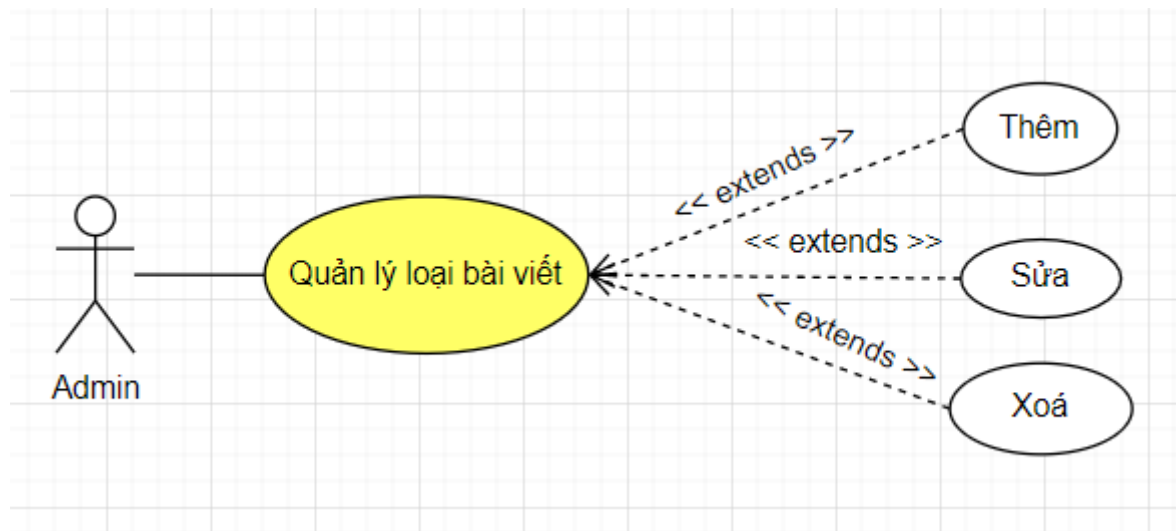 Thêm
<< extends >>
<< extends >>
Quản lý loại bài viết
Sửa
<< extends >>
Admin
Xoá